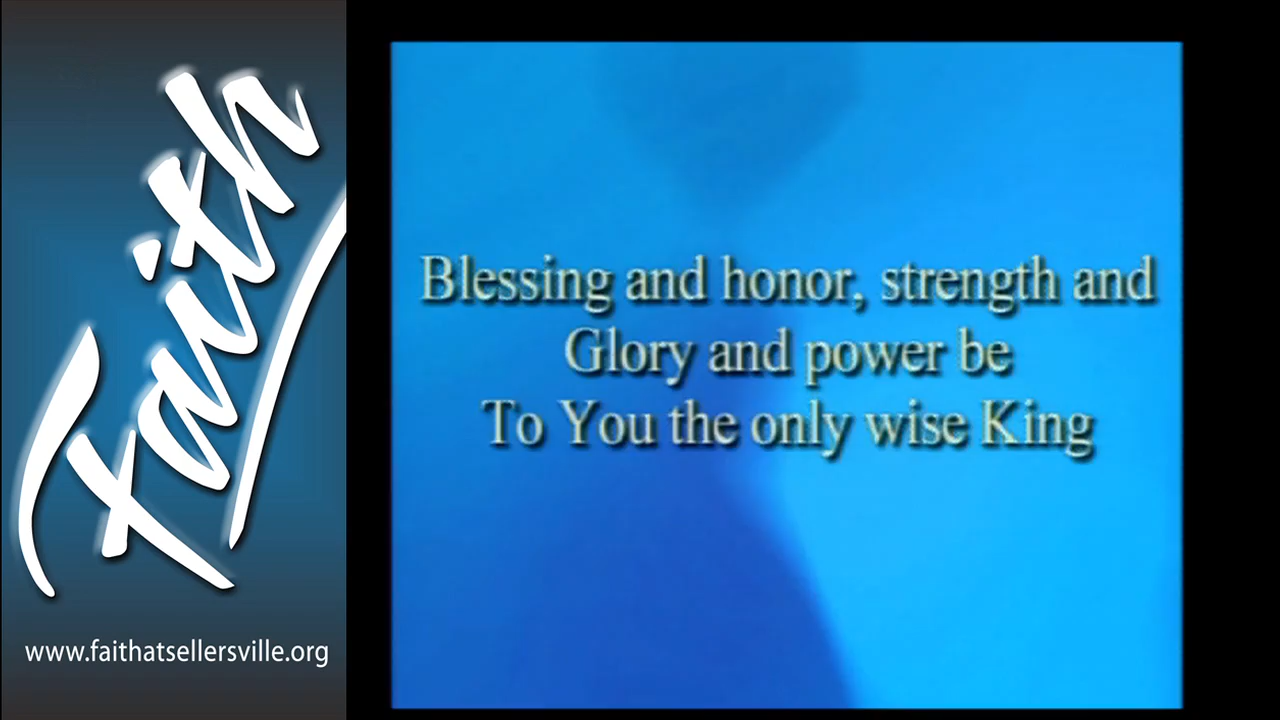 Faith
www.faithatsellersville.org
Blessing and honor, strength and
Glory and power be
To You the only wise King